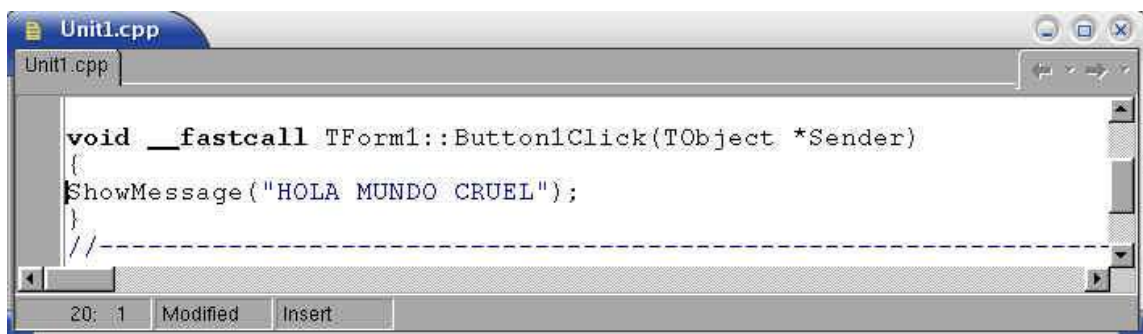 Unit1.cpp
Unit1.cpp
void __fastcall TForm1::Button1Click(TObject *Sender)
{
ShowMessage("HOLA MUNDO CRUEL");
}
//---------------------------------------------------------------
20: 1 Modified Insert